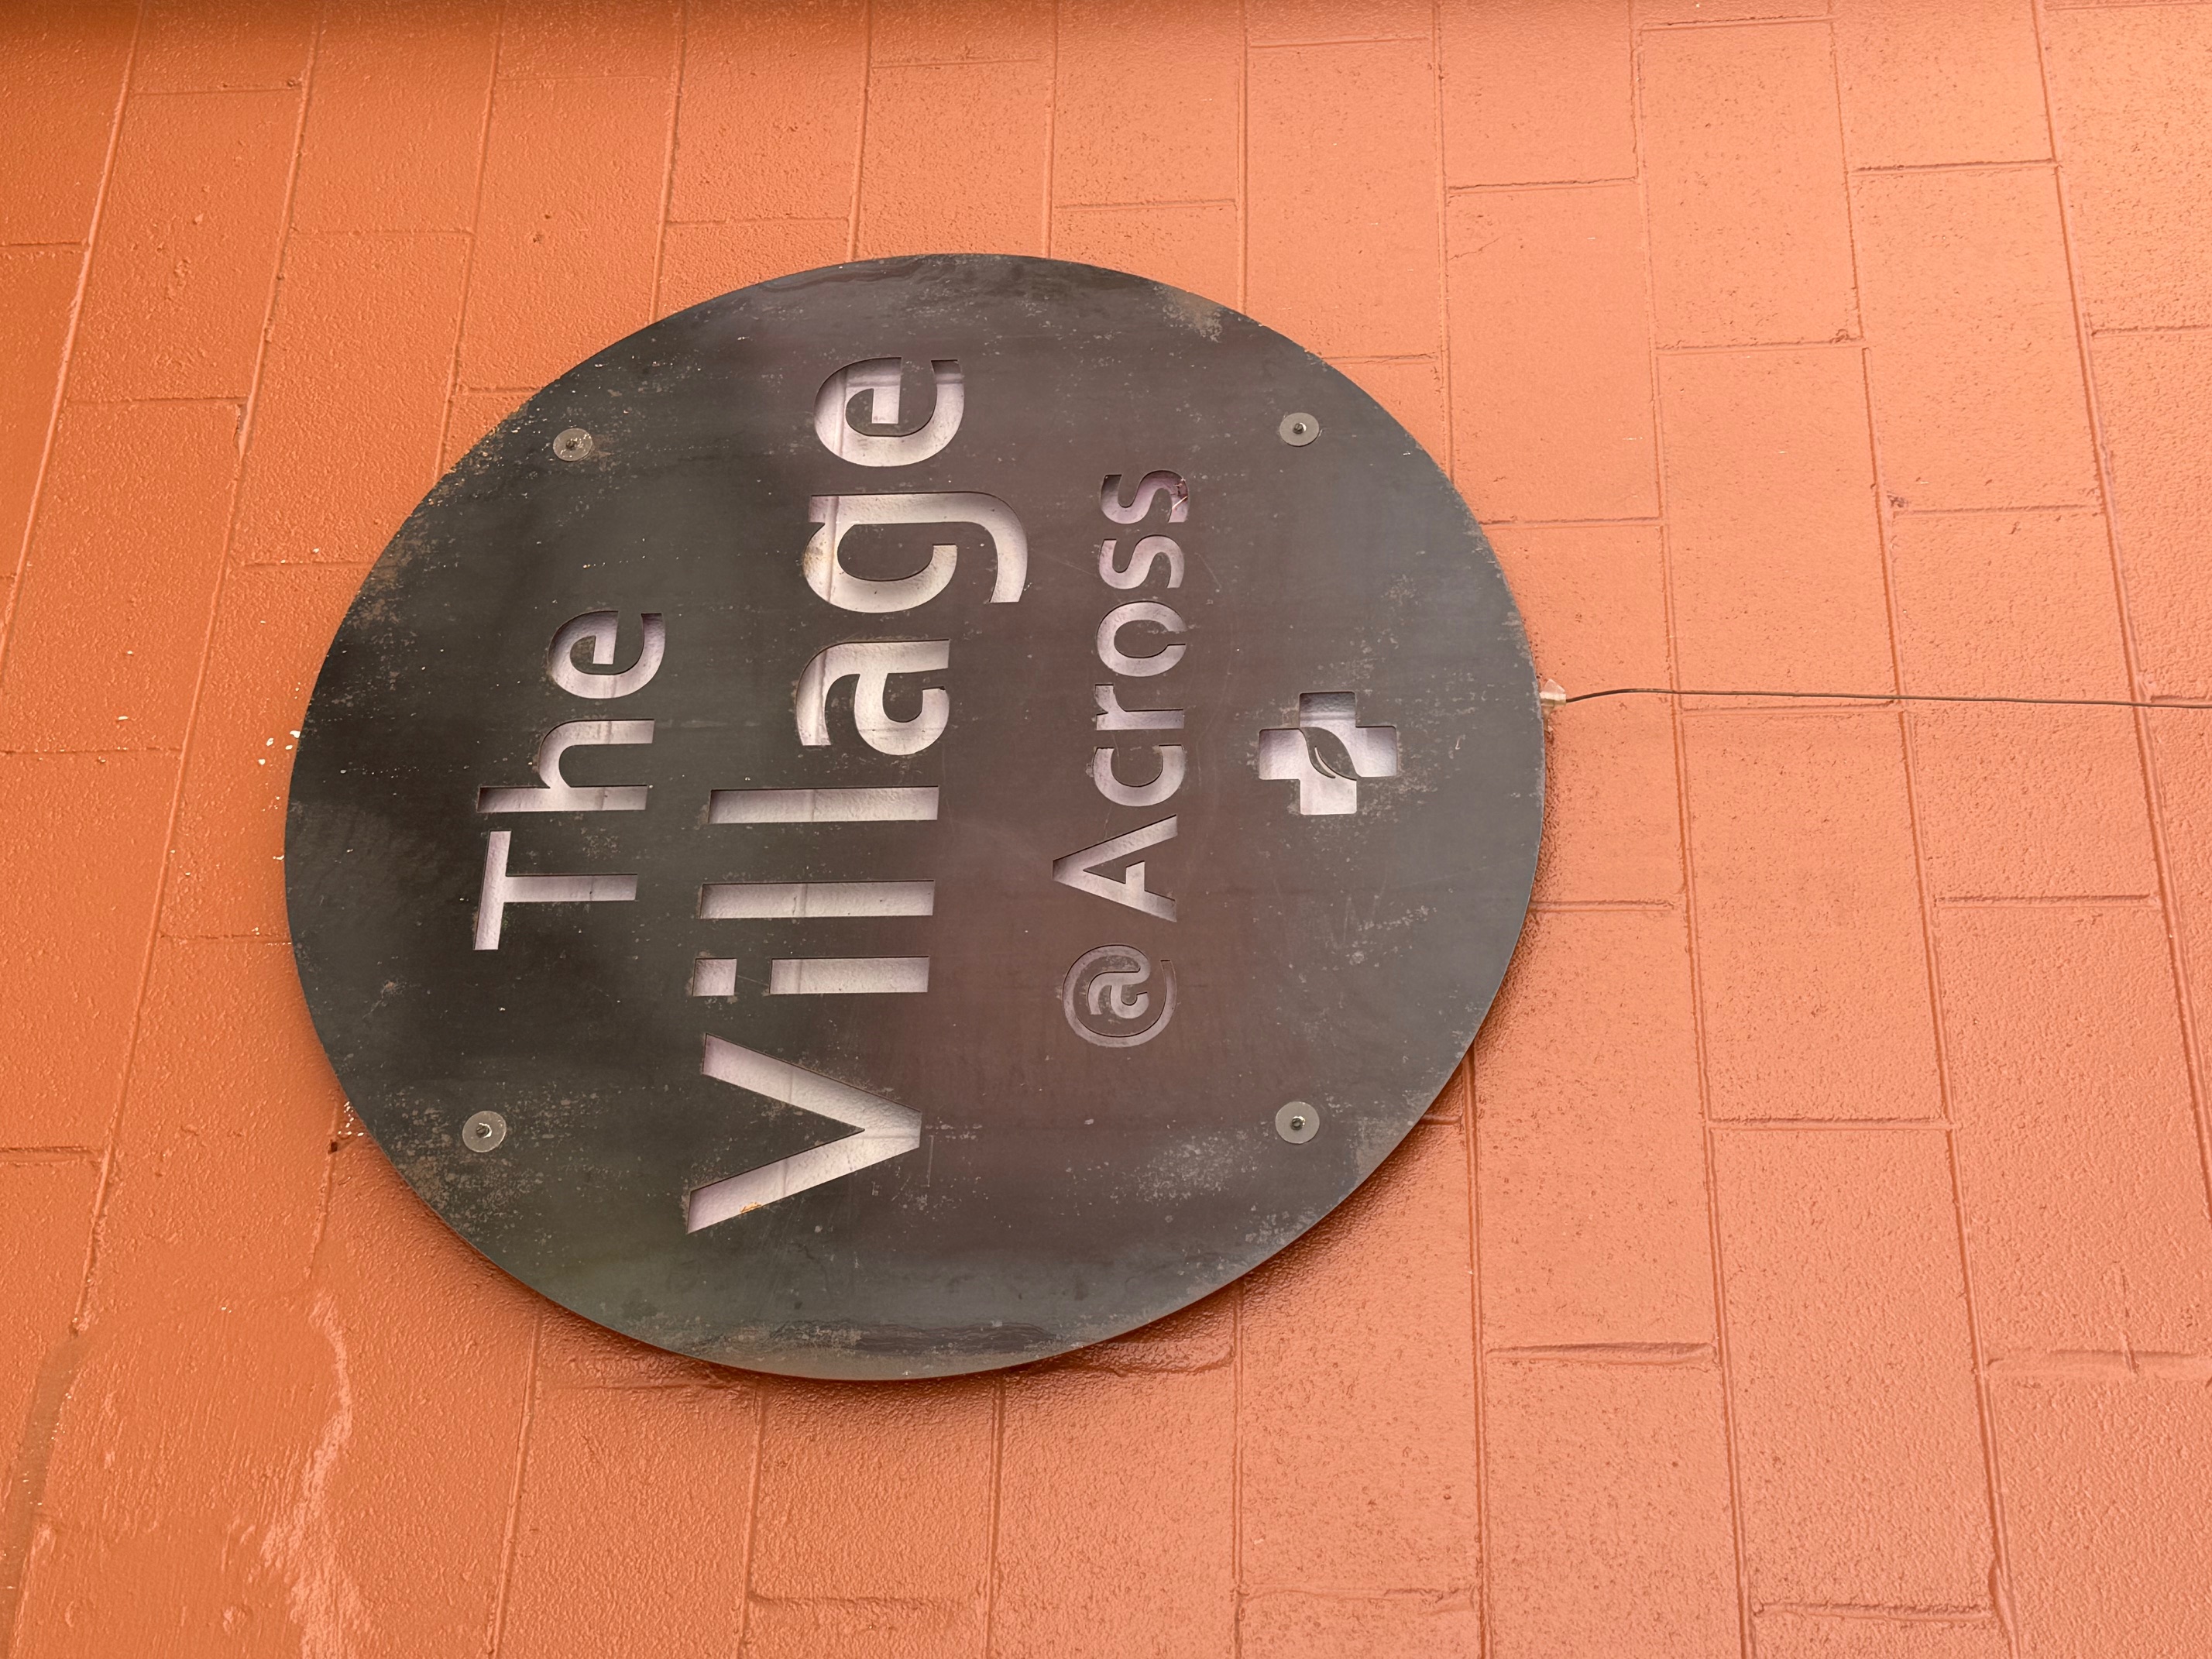 The
Village
@ Across